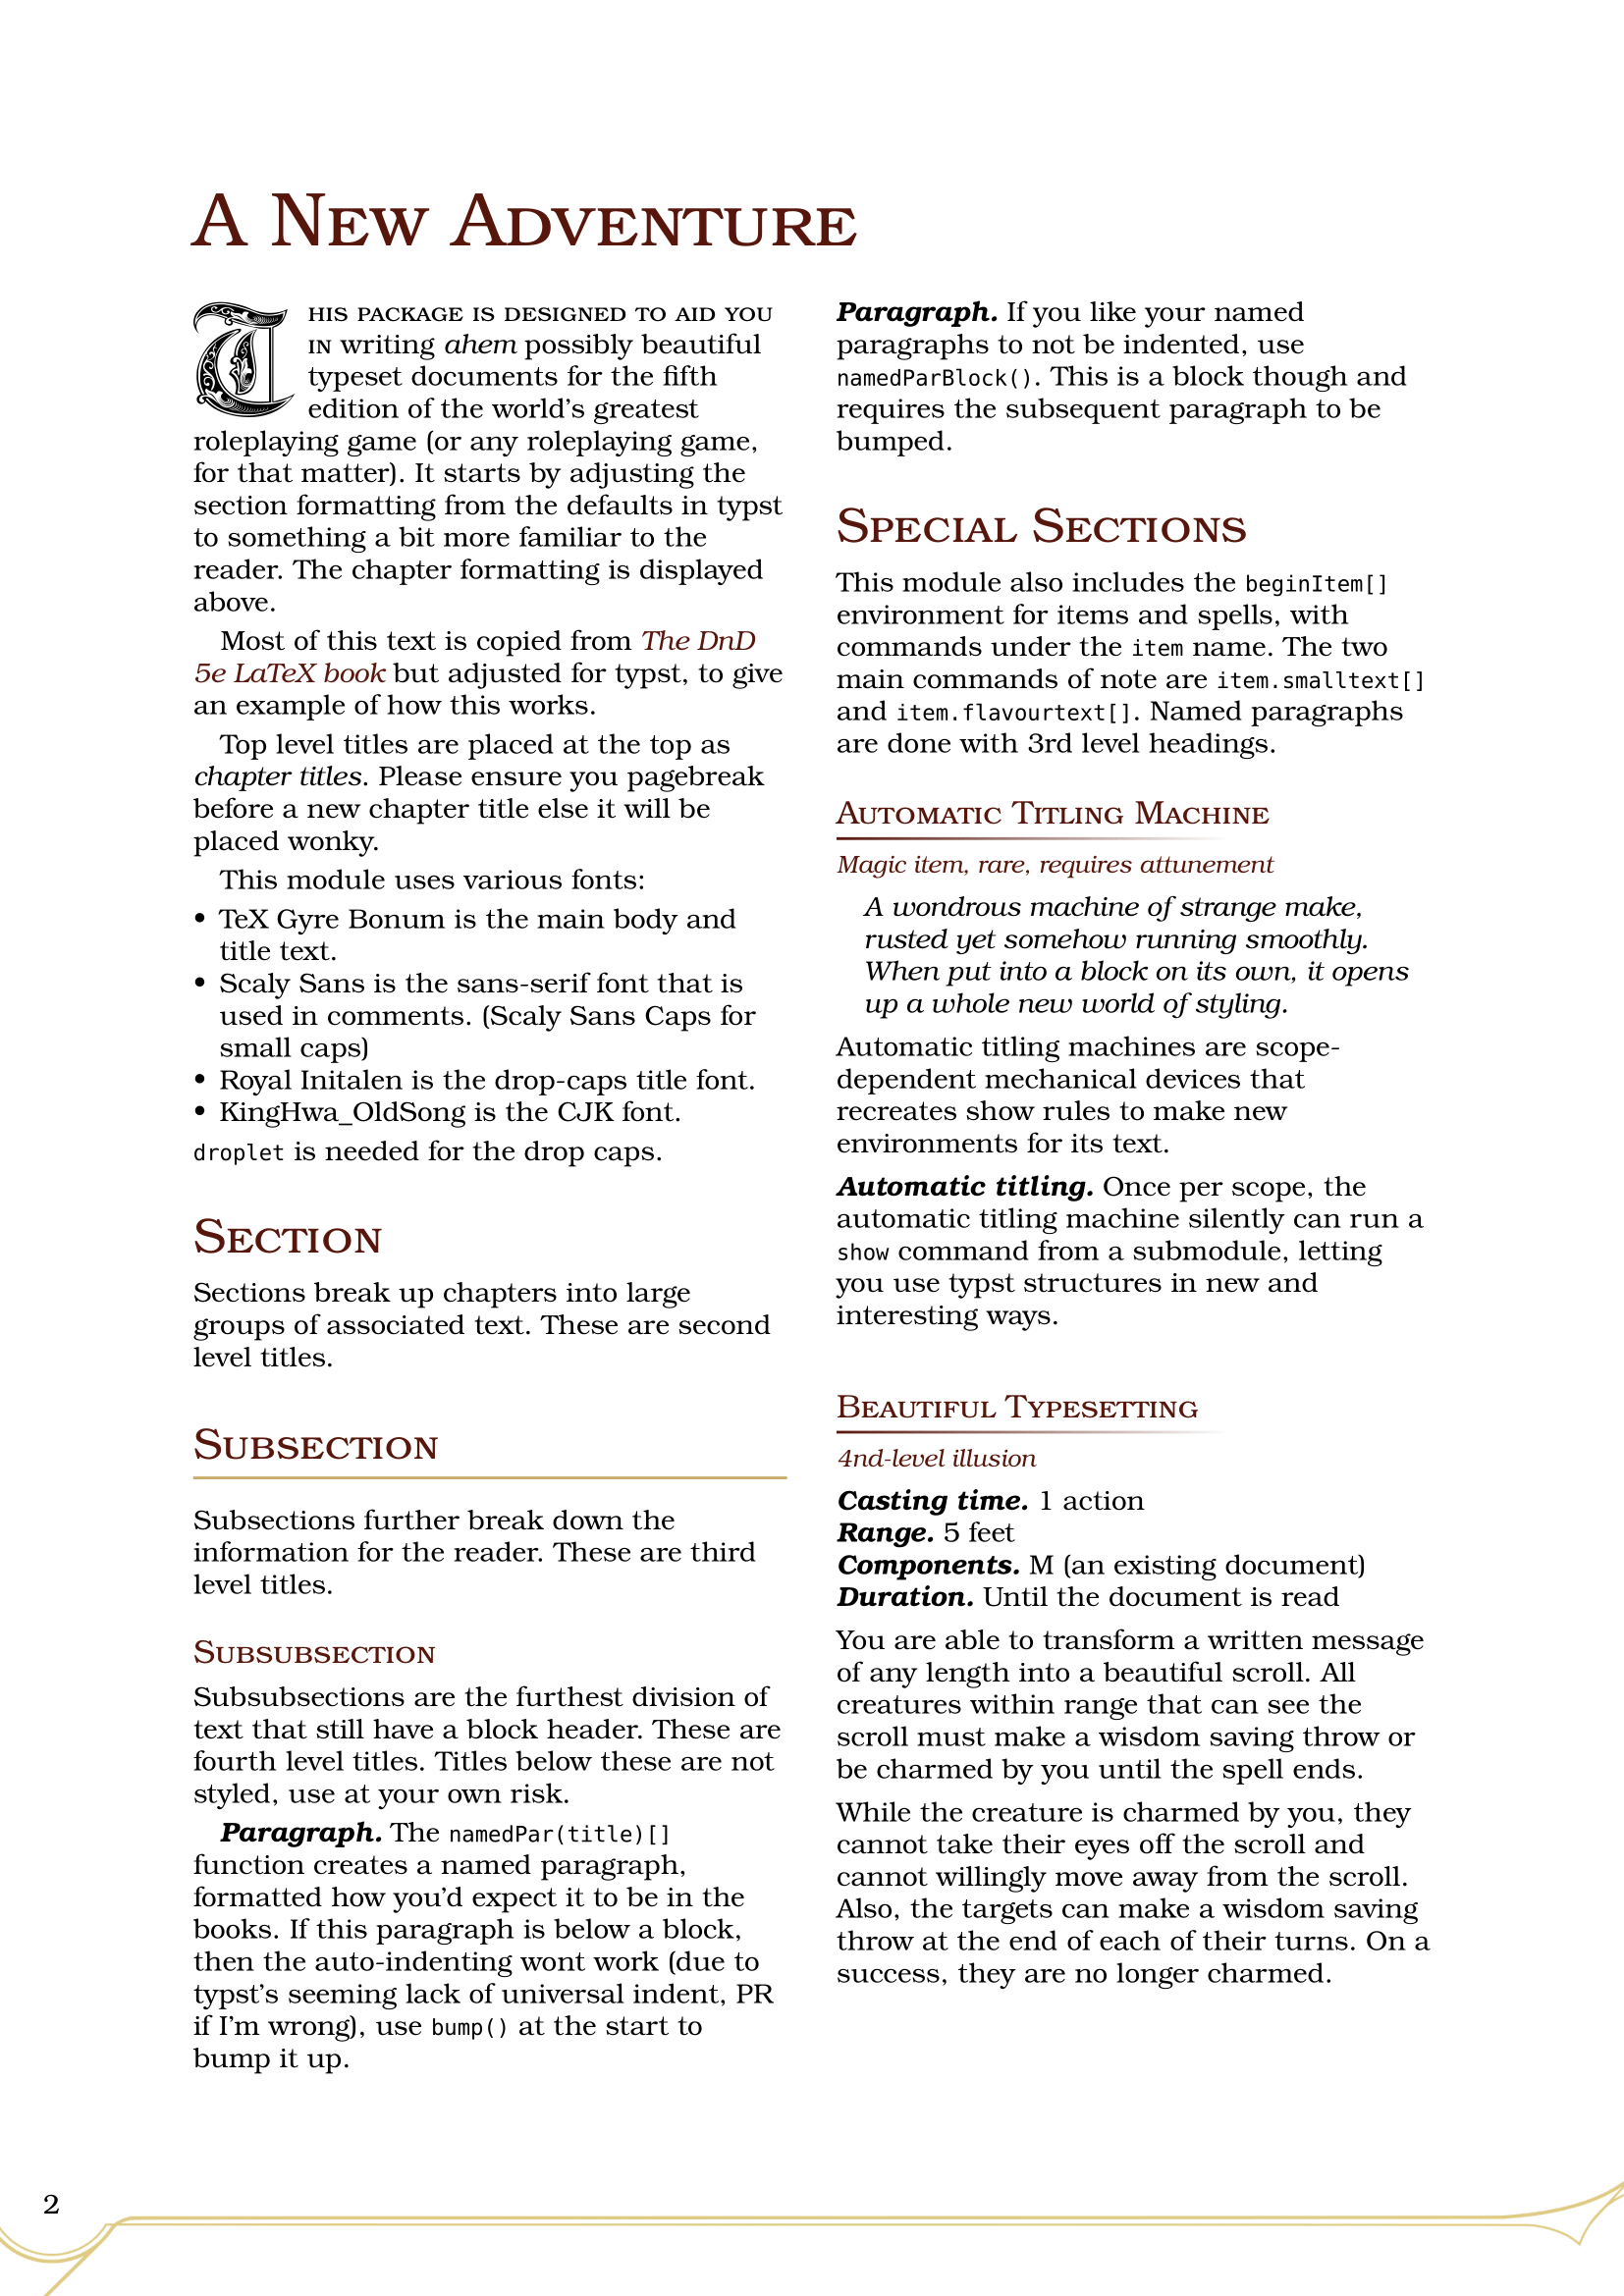 A New Adventure
This package is designed to aid you
in writing ahem possibly beautiful
typeset documents for the fifth
edition of the world's greatest
roleplaying game (or any roleplaying game,
for that matter). It starts by adjusting the
section formatting from the defaults in typst
to something a bit more familiar to the
reader. The chapter formatting is displayed
above.
Most of this text is copied from The DnD
5e LaTeX book but adjusted for typst, to give
an example of how this works.
Top level titles are placed at the top as
chapter titles. Please ensure you pagebreak
before a new chapter title else it will be
placed wonky.
This module uses various fonts:
• TeX Gyre Bonum is the main body and
title text.
• Scaly Sans is the sans-serif font that is
used in comments. (Scaly Sans Caps for
small caps)
• Royal Initalen is the drop-caps title font.
• KingHwa_OldSong is the CJK font.
droplet is needed for the drop caps.
Section
Sections break up chapters into large
groups of associated text. These are second
level titles.
Subsection
Subsections further break down the
information for the reader. These are third
level titles.
Subsubsection
Subsubsections are the furthest division of
text that still have a block header. These are
fourth level titles. Titles below these are not
styled, use at your own risk.
Paragraph. The namedPar(title)[]
function creates a named paragraph,
formatted how you'd expect it to be in the
books. If this paragraph is below a block,
then the auto-indenting wont work (due to
typst's seeming lack of universal indent, PR
if I'm wrong), use bump() at the start to
bump it up.
Paragraph. If you like your named
paragraphs to not be indented, use
namedParBlock(). This is a block though and
requires the subsequent paragraph to be
bumped.
Special Sections
This module also includes the beginItem[]
environment for items and spells, with
commands under the item name. The two
main commands of note are item.smalltext[]
and item.flavourtext[]. Named paragraphs
are done with 3rd level headings.
Automatic Titling Machine
Magic item, rare, requires attunement
A wondrous machine of strange make,
rusted yet somehow running smoothly.
When put into a block on its own, it opens
up a whole new world of styling.
Automatic titling machines are scope-
dependent mechanical devices that
recreates show rules to make new
environments for its text.
Automatic titling. Once per scope, the
automatic titling machine silently can run a
show command from a submodule, letting
you use typst structures in new and
interesting ways.
Beautiful Typesetting
4nd-level illusion
Casting time. 1 action
Range. 5 feet
Components. M (an existing document)
Duration. Until the document is read
You are able to transform a written message
of any length into a beautiful scroll. All
creatures within range that can see the
scroll must make a wisdom saving throw or
be charmed by you until the spell ends.
While the creature is charmed by you, they
cannot take their eyes off the scroll and
cannot willingly move away from the scroll.
Also, the targets can make a wisdom saving
throw at the end of each of their turns. On a
success, they are no longer charmed.
2